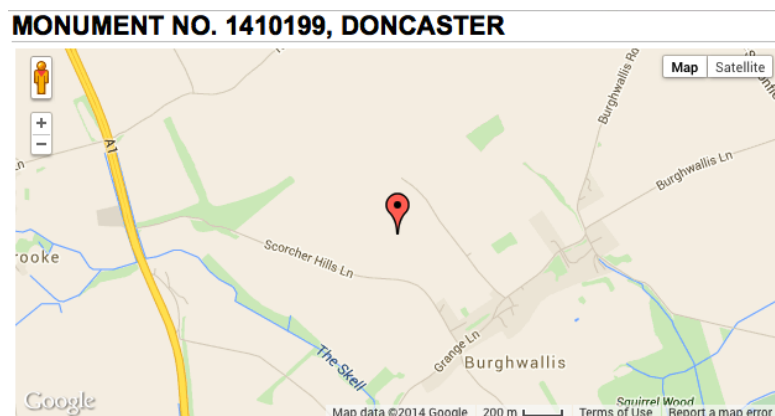 MONUMENT NO. 1410199, DONCASTER
Map Satellite
+
−
A1
Burghwallis Ro
Burghwallis Ln
Scorcher Hills Ln
rooke
The Skell
Grange Ln
Burghwallis
Squirrel Wood
Google
Map data ©2014 Google 200 m Terms of Use Report a map error